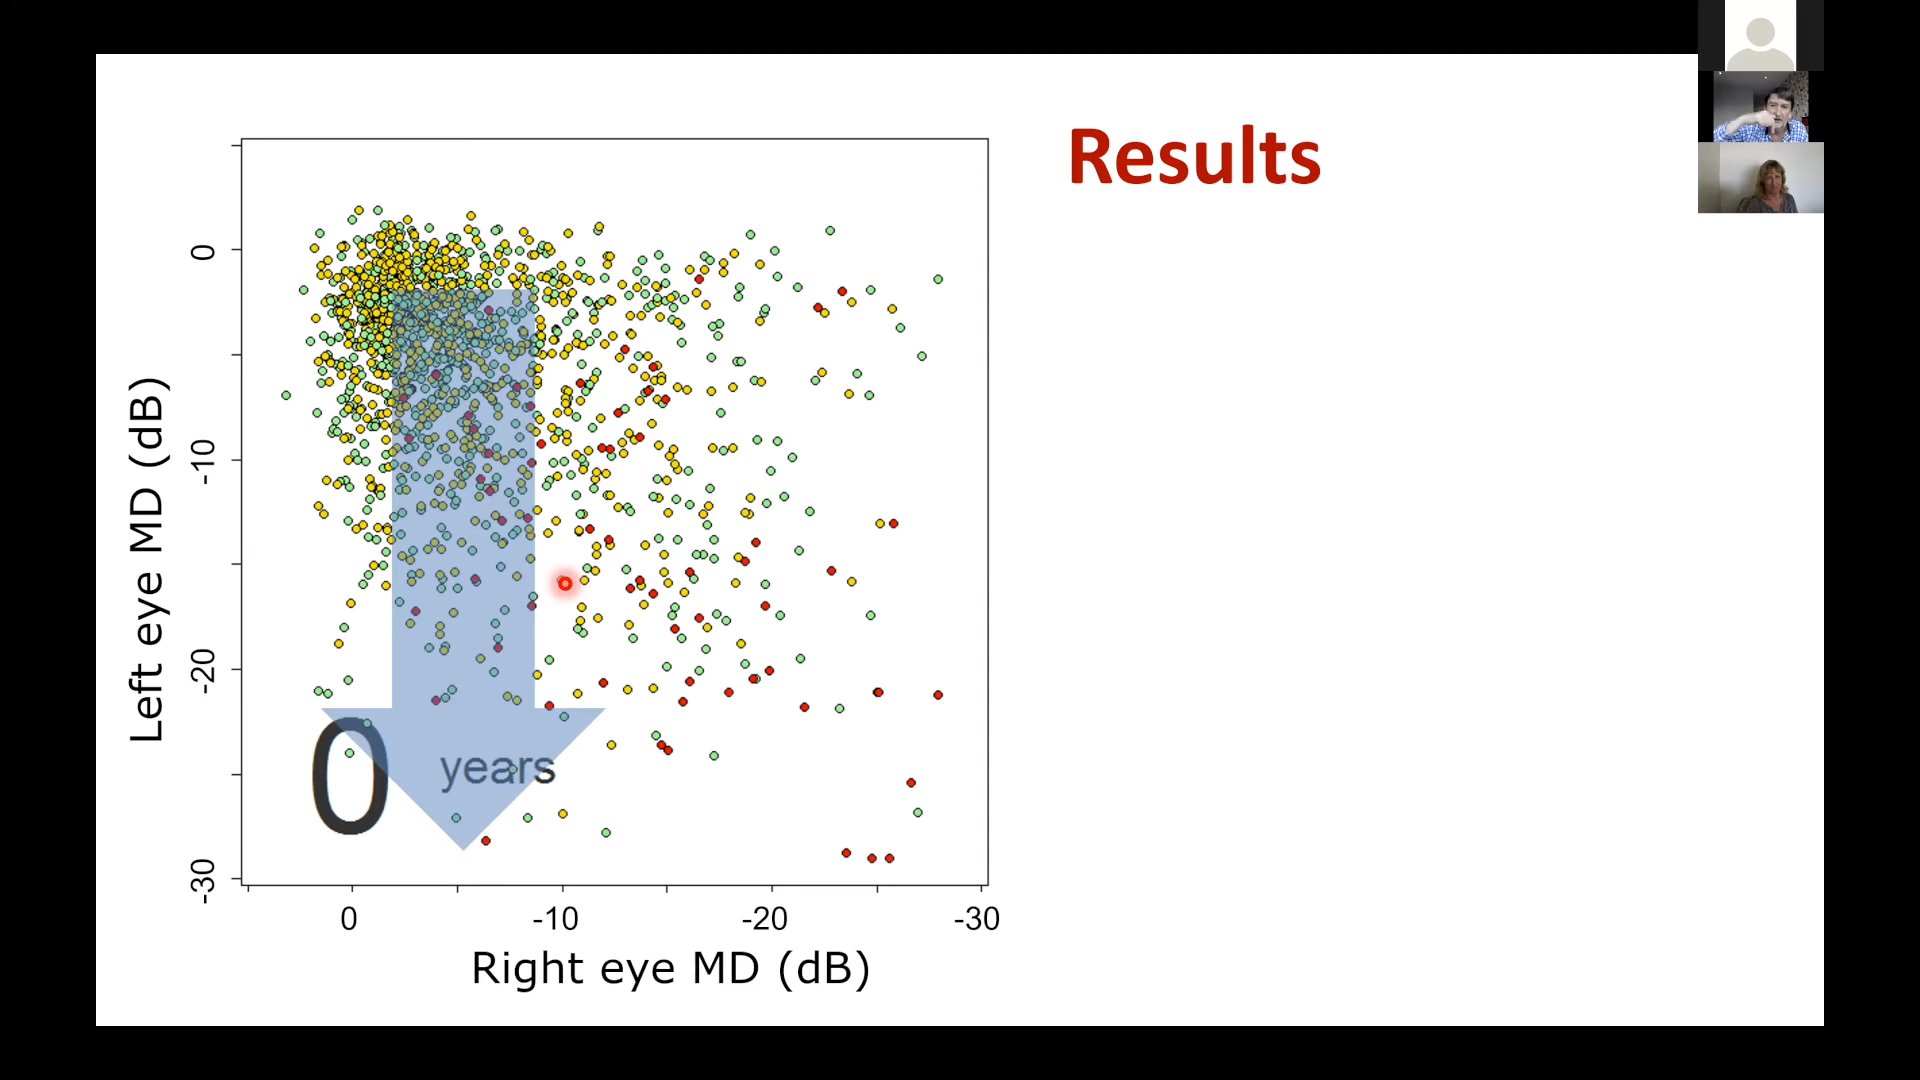 Results
0
-10
-20
-30
Left eye MD (dB)
0 years
0
-10
-20
-30
Right eye MD (dB)